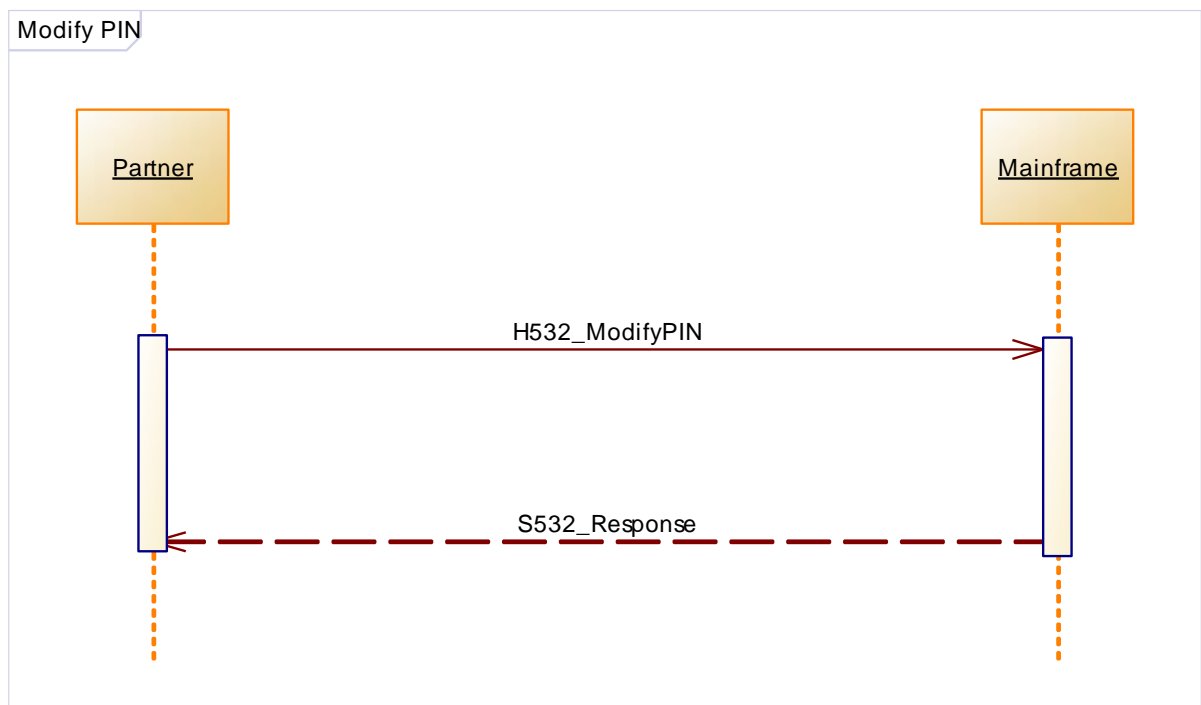 Modify PIN
Partner
Mainframe
H532_ModifyPIN
S532_Response